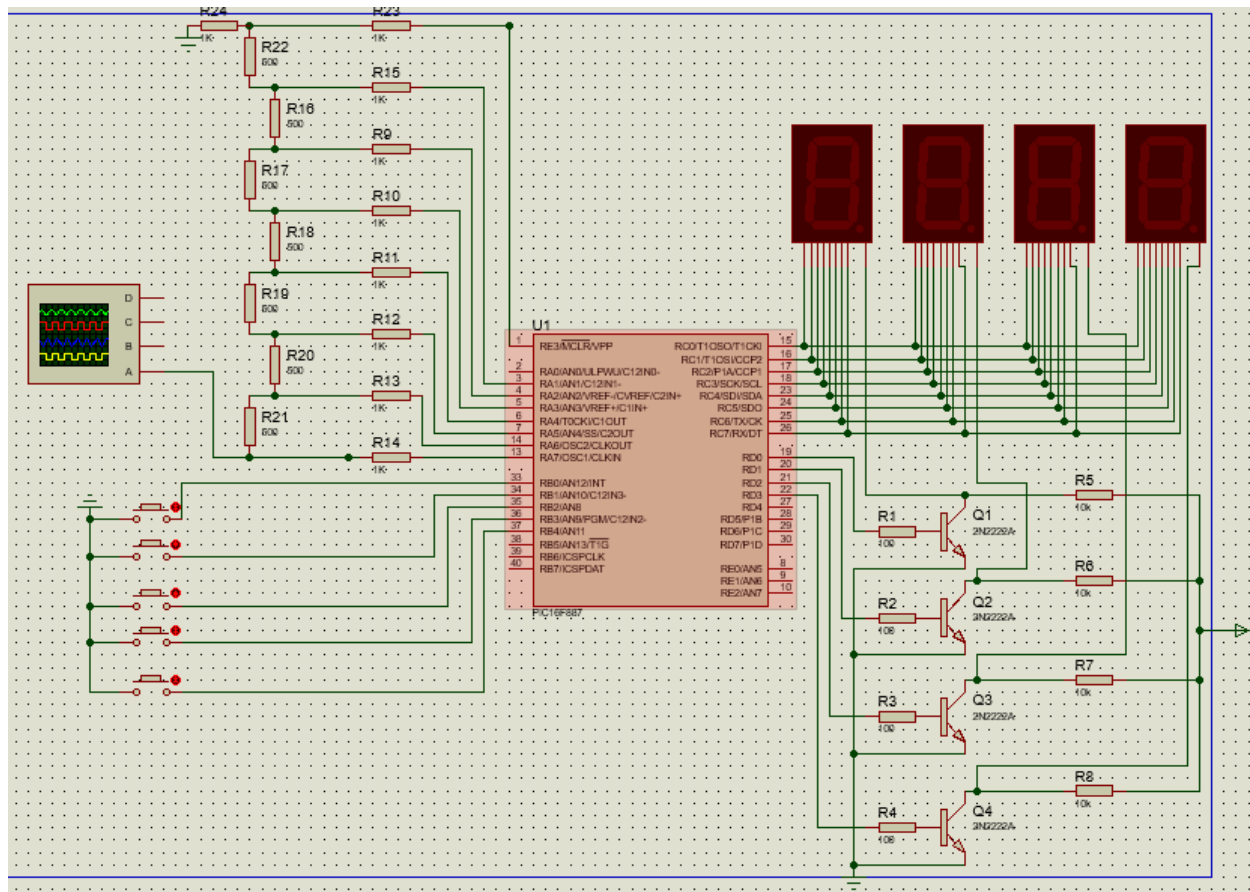 R24
1K
R23
1K
R22
500
R15
1K
R16
500
R9
1K
R17
500
R10
1K
R18
500
R11
1K
R19
500
R12
1K
R20
500
R13
1K
R21
500
R14
1K
D
C
B
A
U1
1
RE3/MCLR/VPP
2
RA0/AN0/ULPWU/C12IN0-
3
RA1/AN1/C12IN1-
4
RA2/AN2/VREF-/CVREF/C2IN+
5
RA3/AN3/VREF+/C1IN+
6
RA4/T0CK/C1OUT
7
RA5/AN4/SS/C2OUT
14
RA6/OSC2/CLKOUT
13
RA7/OSC1/CLKIN
33
RB0/AN12/INT
34
RB1/AN10/C12IN3-
35
RB2/AN8
36
RB3/AN9/PGM/C12IN2-
37
RB4/AN11
38
RB5/AN13/T1G
39
RB6/ICSPCLK
40
RB7/ICSPDAT
RC0/T1OSO/T1CKI
15
RC1/T1OSI/CCP2
16
RC2/P1A/CCP1
17
RC3/SCK/SCL
18
RC4/SDI/SDA
23
RC5/SDO
24
RC6/TX/CK
25
RC7/RX/DT
26
RD0
19
RD1
20
RD2
21
RD3
22
RD4
27
RD5/P1B
28
RD6/P1C
29
RD7/P1D
30
RE0/AN5
8
RE1/AN6
9
RE2/AN7
10
PIC16F887
R5
10k
R1
100
Q1
2N2222A
R6
10k
R2
100
Q2
2N2222A
R7
10k
R3
100
Q3
2N2222A
R8
10k
R4
100
Q4
2N2222A